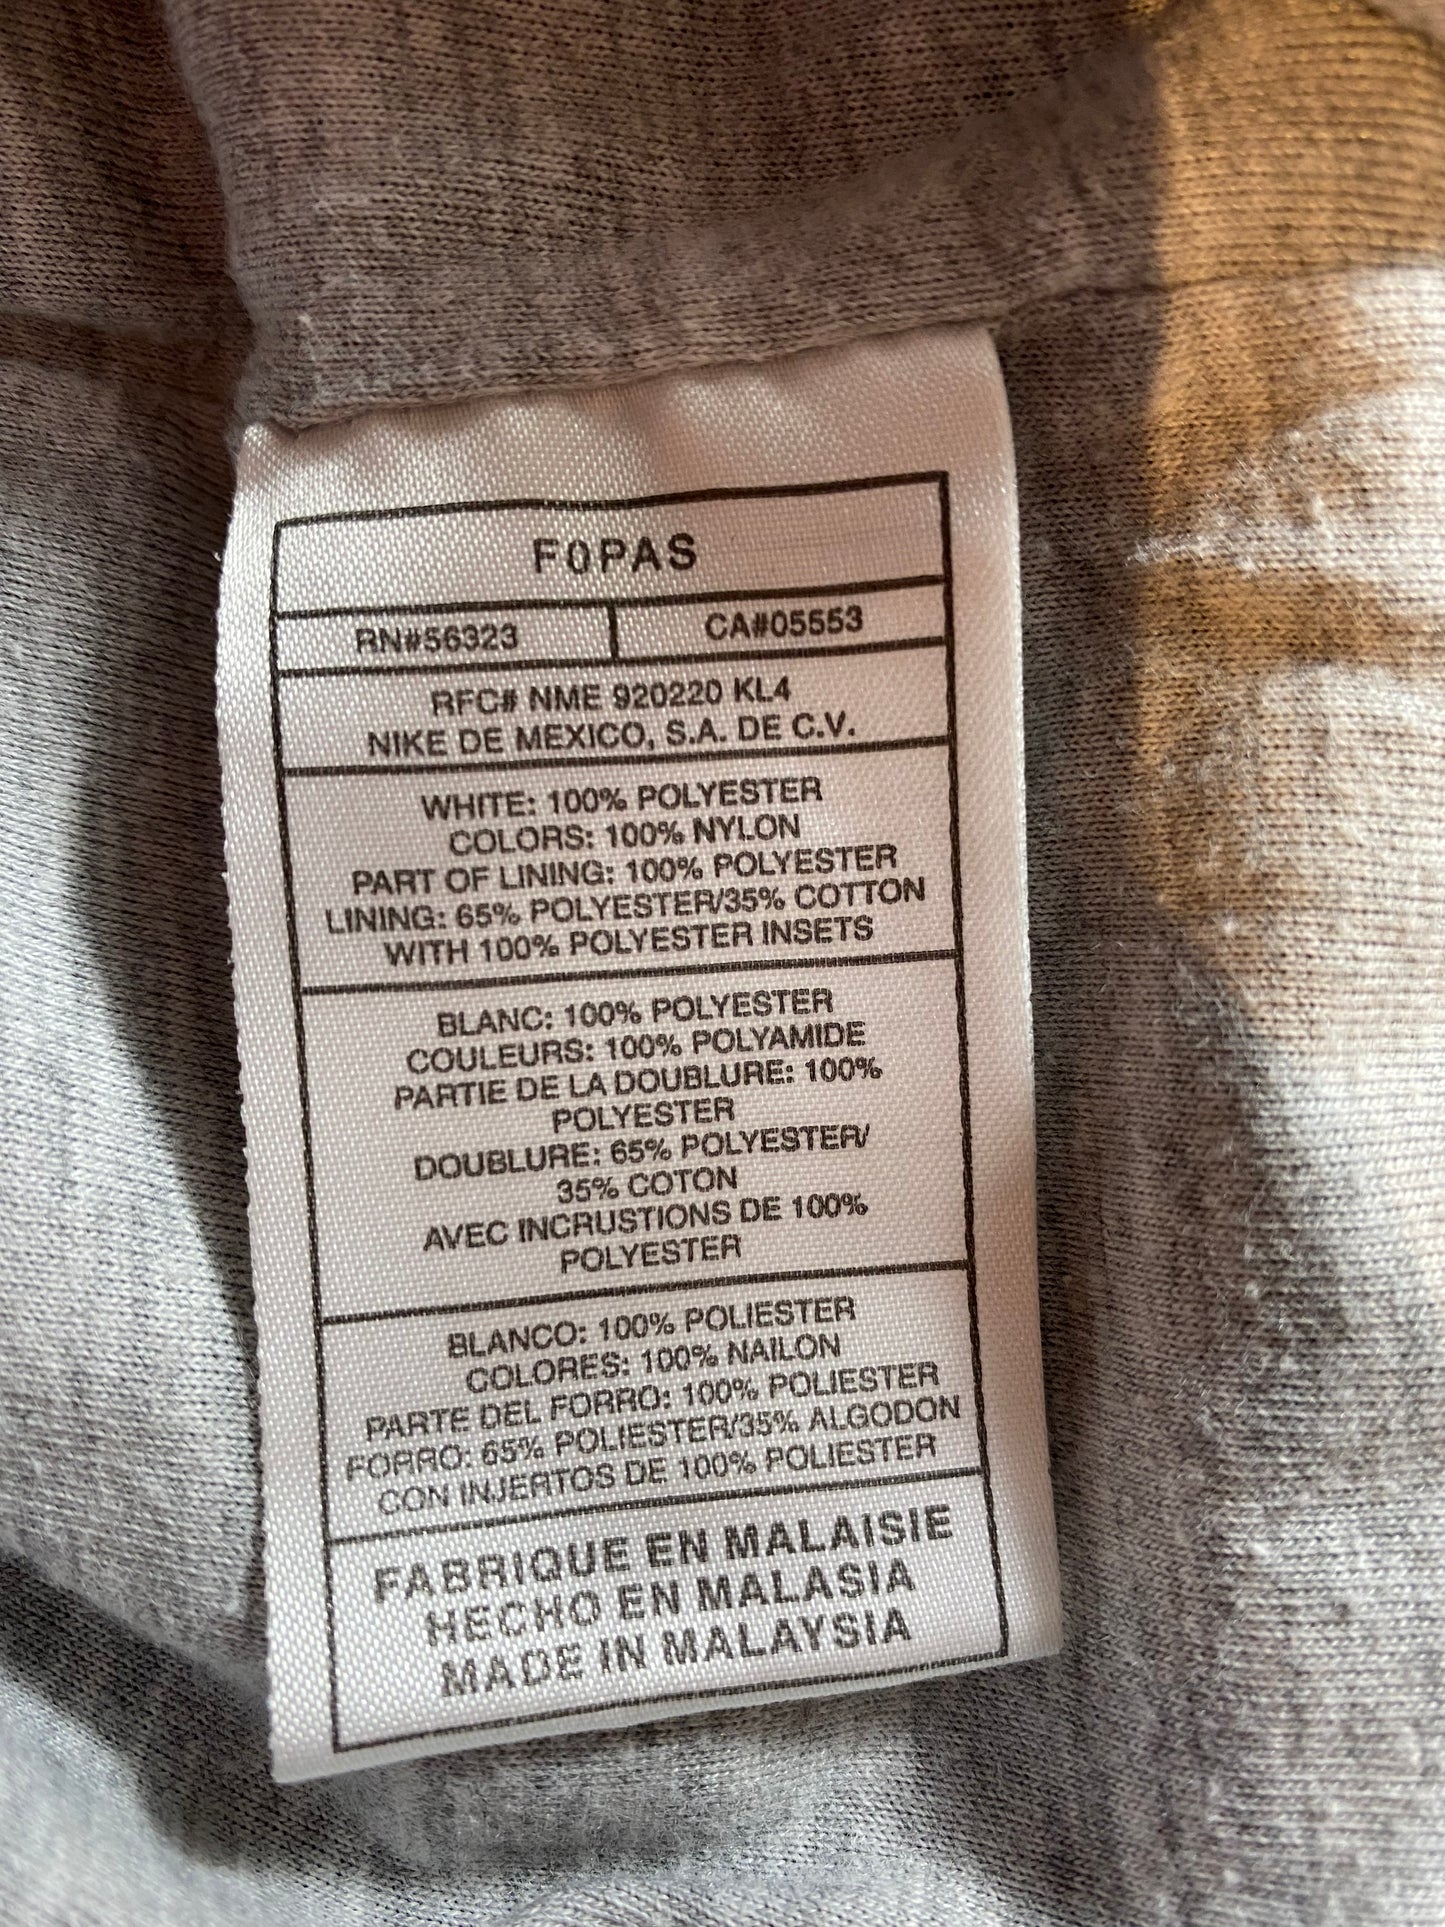 F0PAS
RN#56323 CA#05553
RFC# NME 920220 KL4
NIKE DE MEXICO, S.A. DE C.V.
WHITE: 100% POLYESTER
COLORS: 100% NYLON
PART OF LINING: 100% POLYESTER
LINING: 65% POLYESTER/35% COTTON
WITH 100% POLYESTER INSETS
BLANC: 100% POLYESTER
COULEURS: 100% POLYAMIDE
PARTIE DE LA DOUBLURE: 100%
POLYESTER
DOUBLURE: 65% POLYESTER/
35% COTON
AVEC INCRUSTIONS DE 100%
POLYESTER
BLANCO: 100% POLIESTER
COLORES: 100% NAILON
PARTE DEL FORRO: 100% POLIESTER
FORRO: 65% POLIESTER/35% ALGODON
CON INJERTOS DE 100% POLIESTER
FABRIQUE EN MALAISIE
HECHO EN MALASIA
MADE IN MALAYSIA